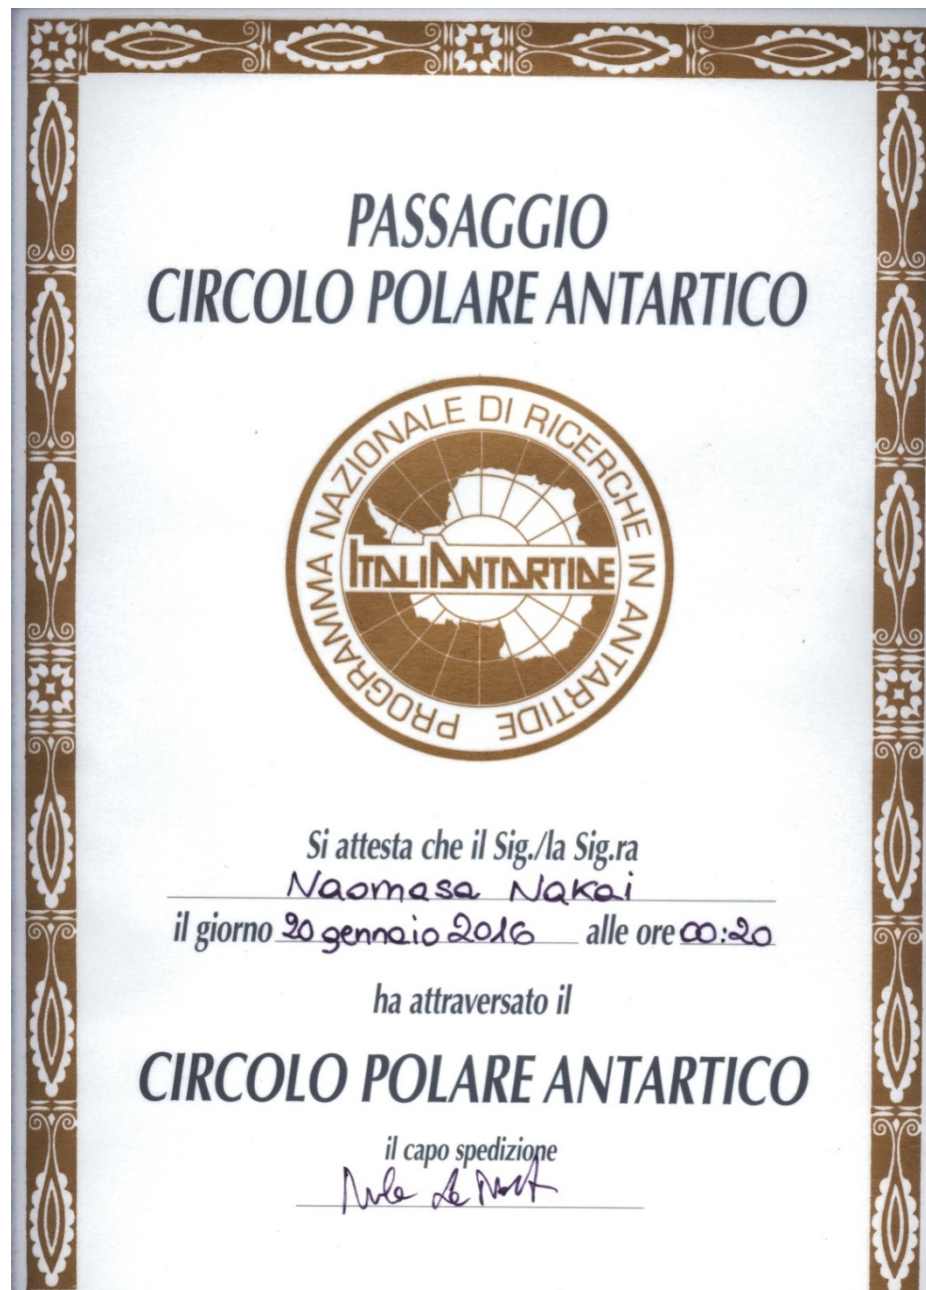 PASSAGGIO
CIRCOLO POLARE ANTARTICO
PROGRAMMA NAZIONALE DI RICERCHE IN ANTARTIDE
ITALIANTARTIDE
Si attesta che il Sig./la Sig.ra
Naomasa Nakai
il giorno 20 gennaio 2016 alle ore 00:20
ha attraversato il
CIRCOLO POLARE ANTARTICO
il capo spedizione